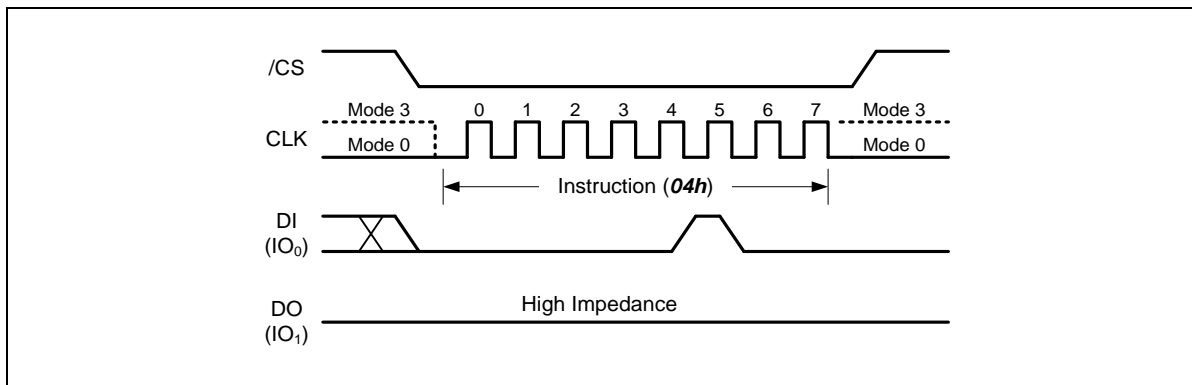 /CS
Mode 3 0 1 2 3 4 5 6 7 Mode 3
CLK
Mode 0 Mode 0
Instruction (04h)
DI
(IO₀)
High Impedance
DO
(IO₁)